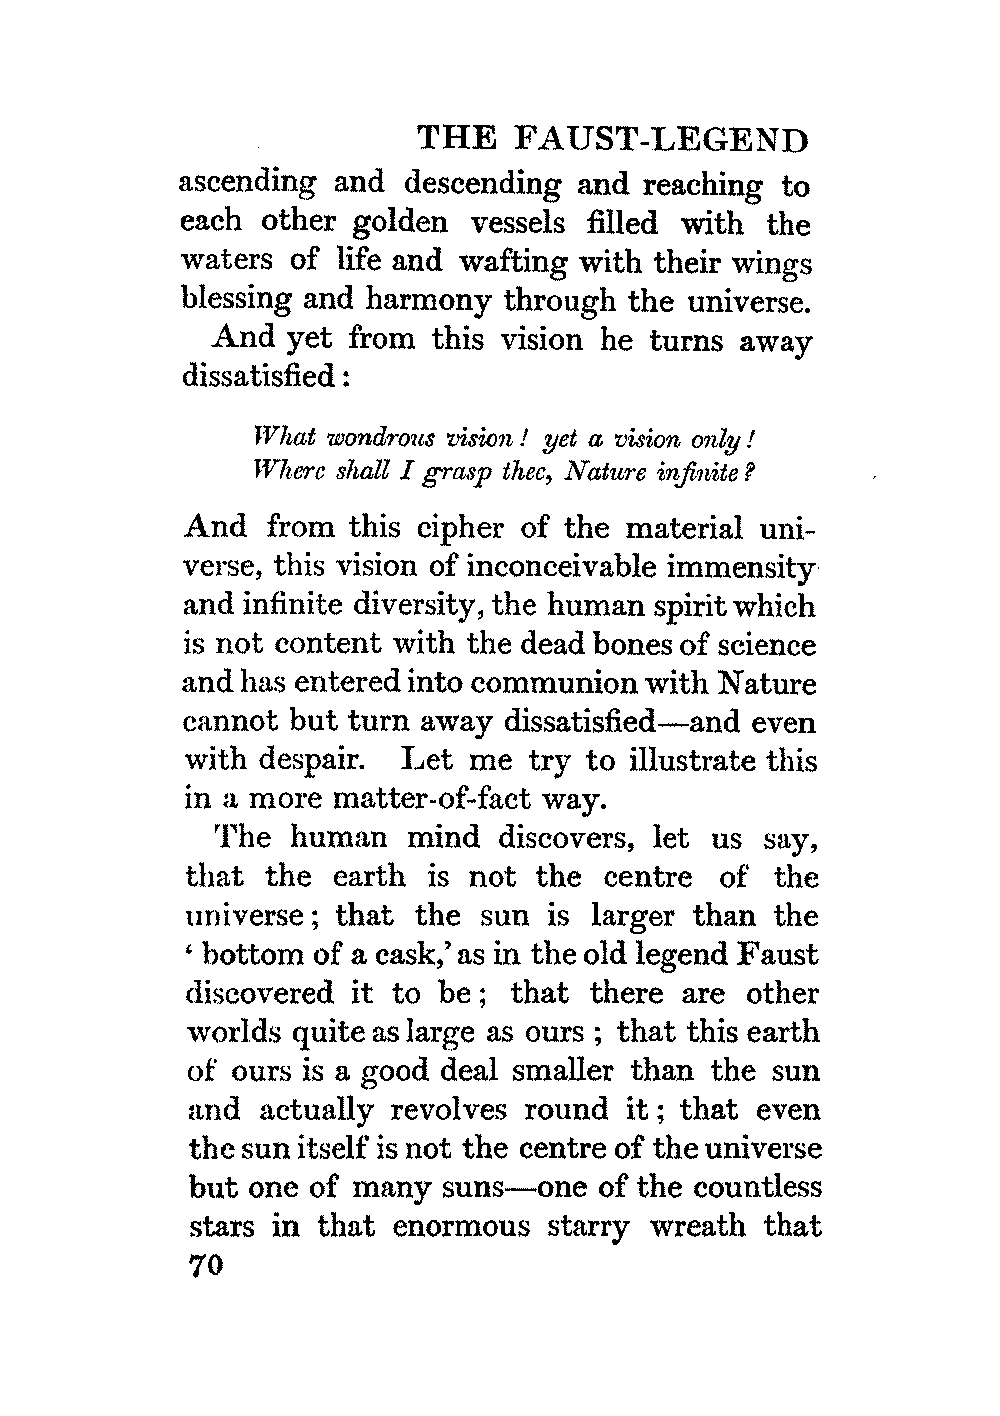 THE FAUST-LEGEND
ascending and descending and reaching to
each other golden vessels filled with the
waters of life and wafting with their wings
blessing and harmony through the universe.
And yet from this vision he turns away
dissatisfied:
What wondrous vision! yet a vision only!
Where shall I grasp thee, Nature infinite?
And from this cipher of the material uni-
verse, this vision of inconceivable immensity
and infinite diversity, the human spirit which
is not content with the dead bones of science
and has entered into communion with Nature
cannot but turn away dissatisfied—and even
with despair. Let me try to illustrate this
in a more matter-of-fact way.
The human mind discovers, let us say,
that the earth is not the centre of the
universe; that the sun is larger than the
‘bottom of a cask,’ as in the old legend Faust
discovered it to be; that there are other
worlds quite as large as ours; that this earth
of ours is a good deal smaller than the sun
and actually revolves round it; that even
the sun itself is not the centre of the universe
but one of many suns—one of the countless
stars in that enormous starry wreath that
70